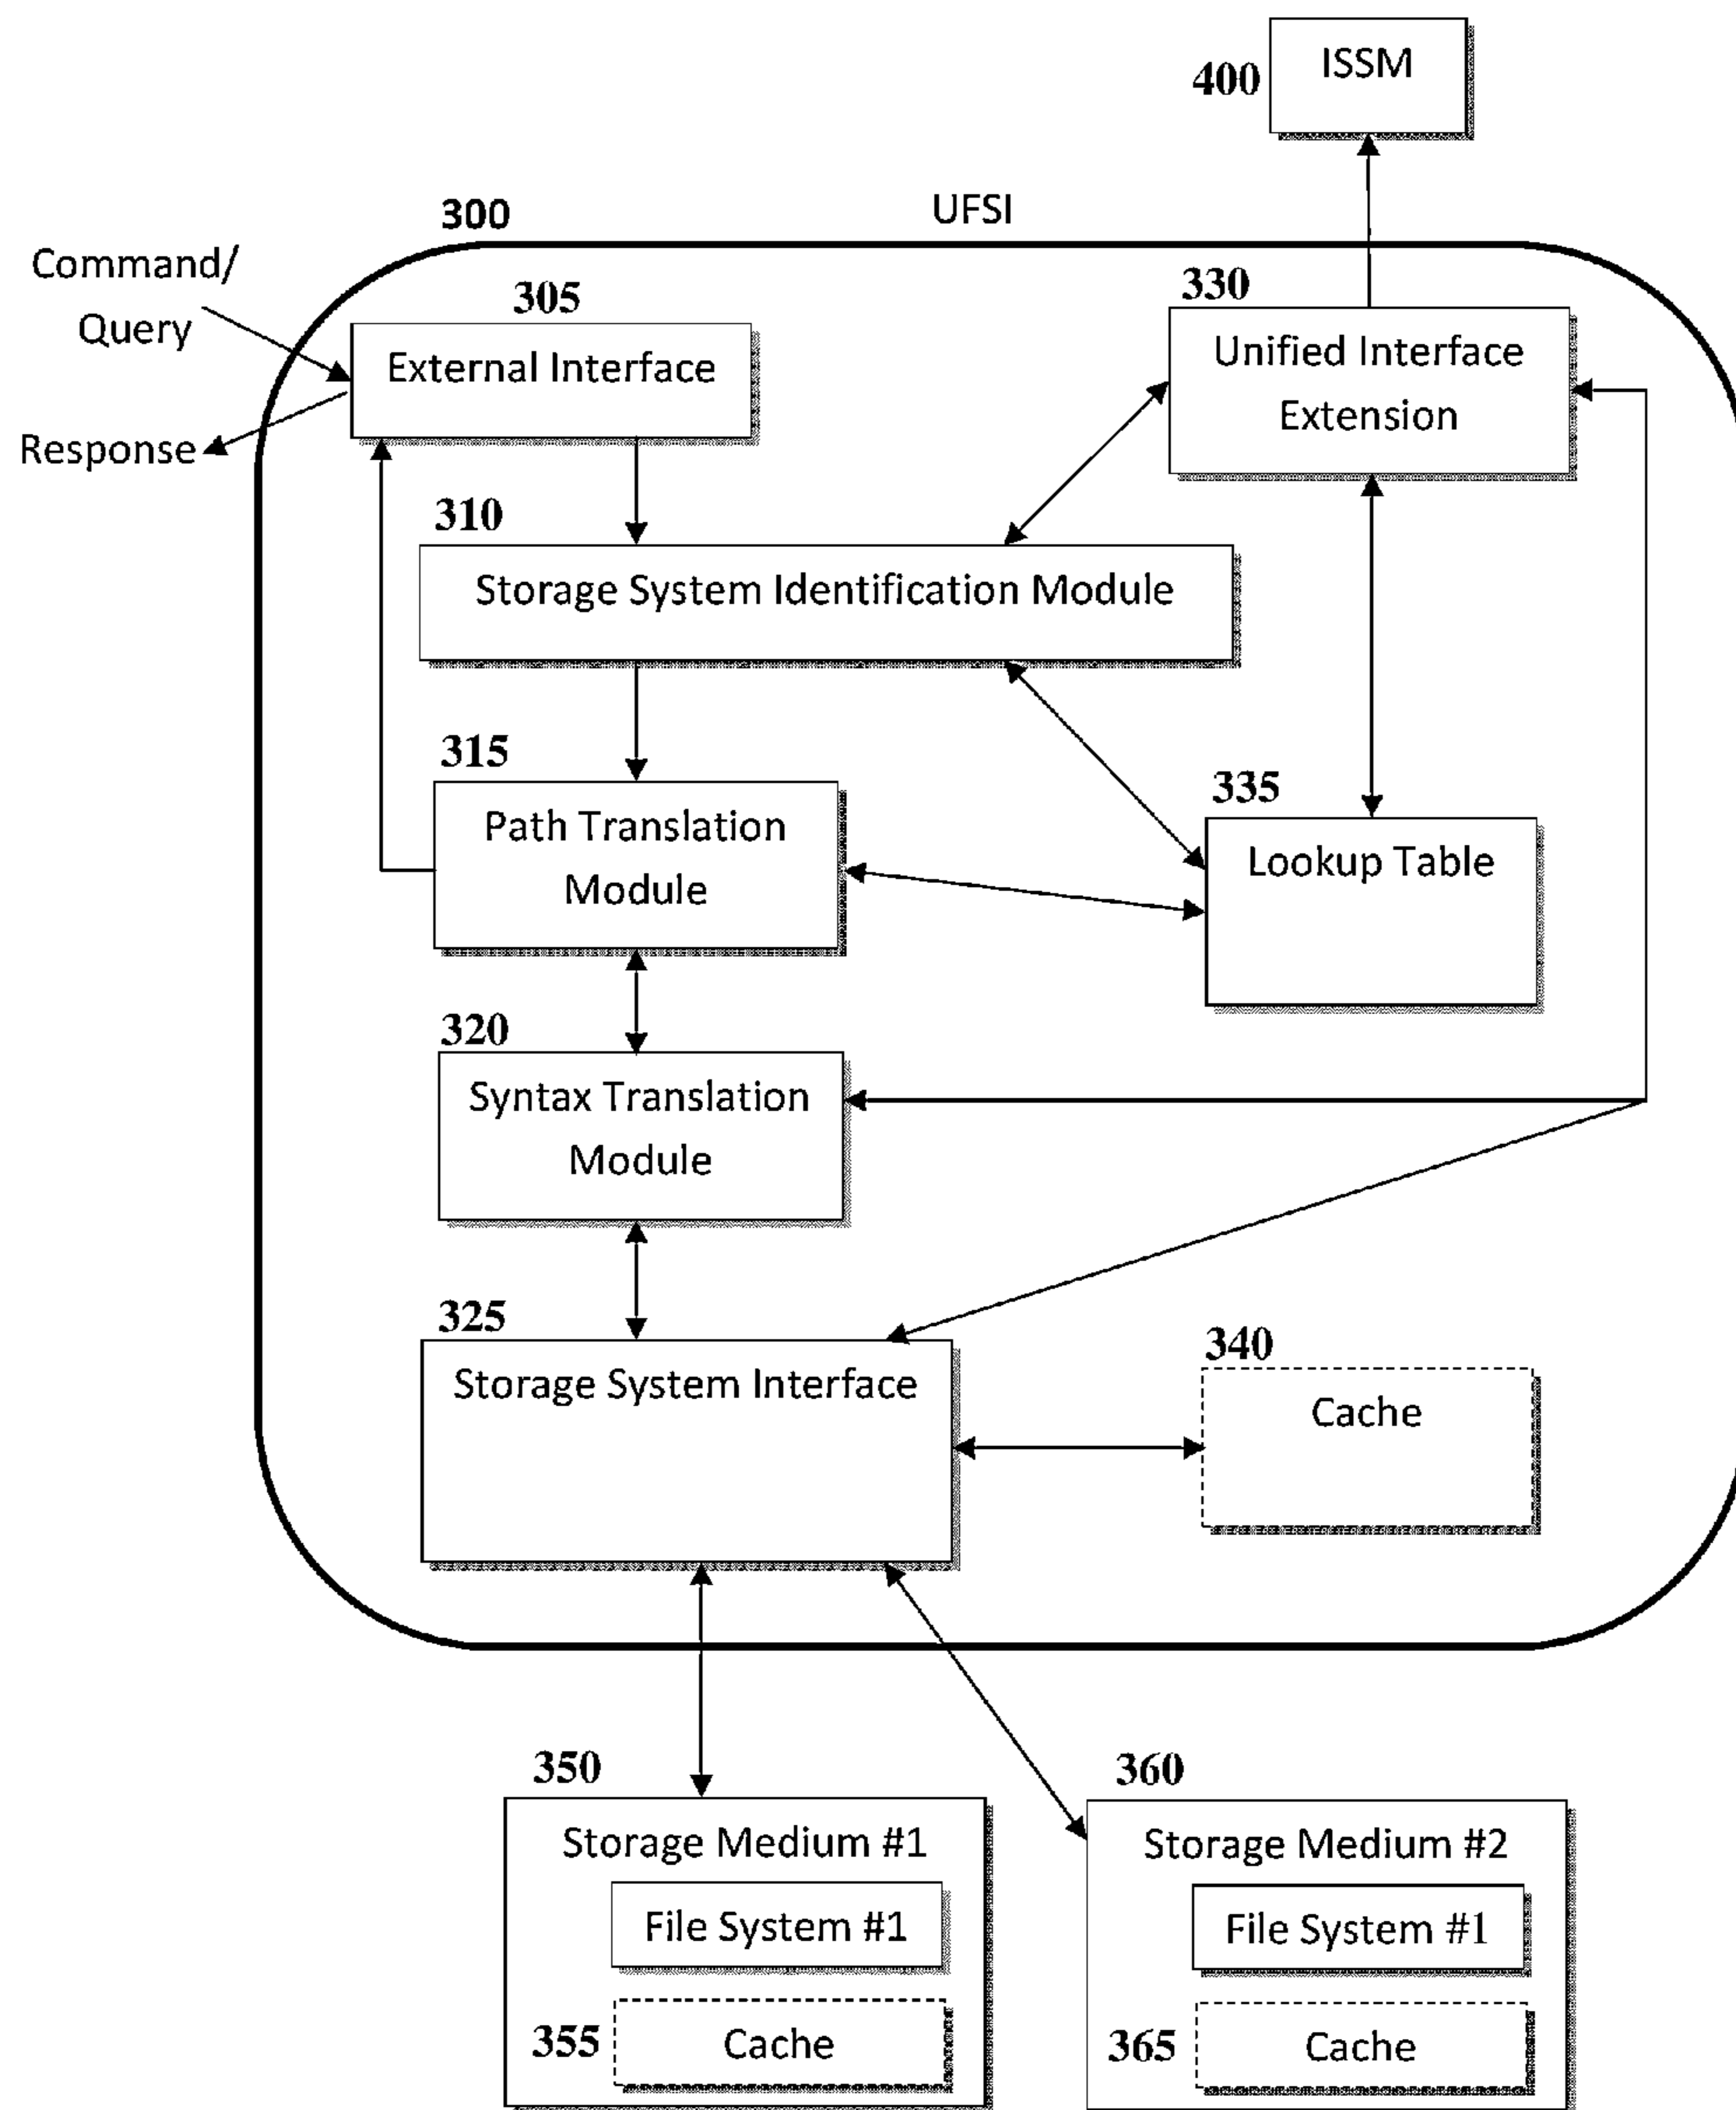 ISSM
400
300
UFSI
Command/
Query
Response
305
External Interface
330
Unified Interface
Extension
310
Storage System Identification Module
315
Path Translation
Module
335
Lookup Table
320
Syntax Translation
Module
325
Storage System Interface
340
Cache
350
Storage Medium #1
File System #1
355
Cache
360
Storage Medium #2
File System #1
365
Cache